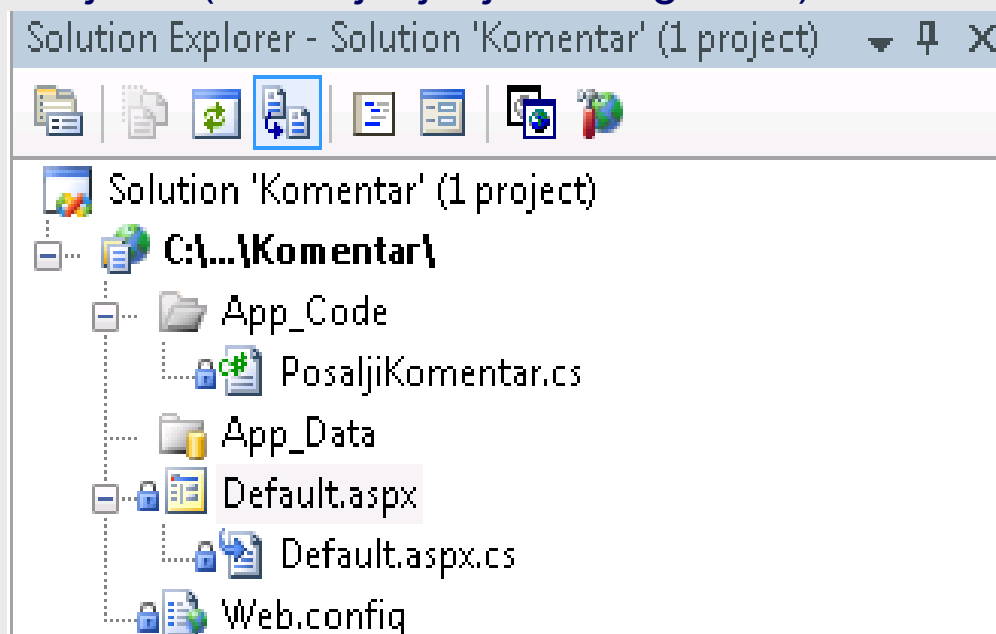 Solution Explorer - Solution 'Komentar' (1 project)
Solution 'Komentar' (1 project)
C:\...\Komentar\
App_Code
c# PosaljiKomentar.cs
App_Data
Default.aspx
Default.aspx.cs
Web.config